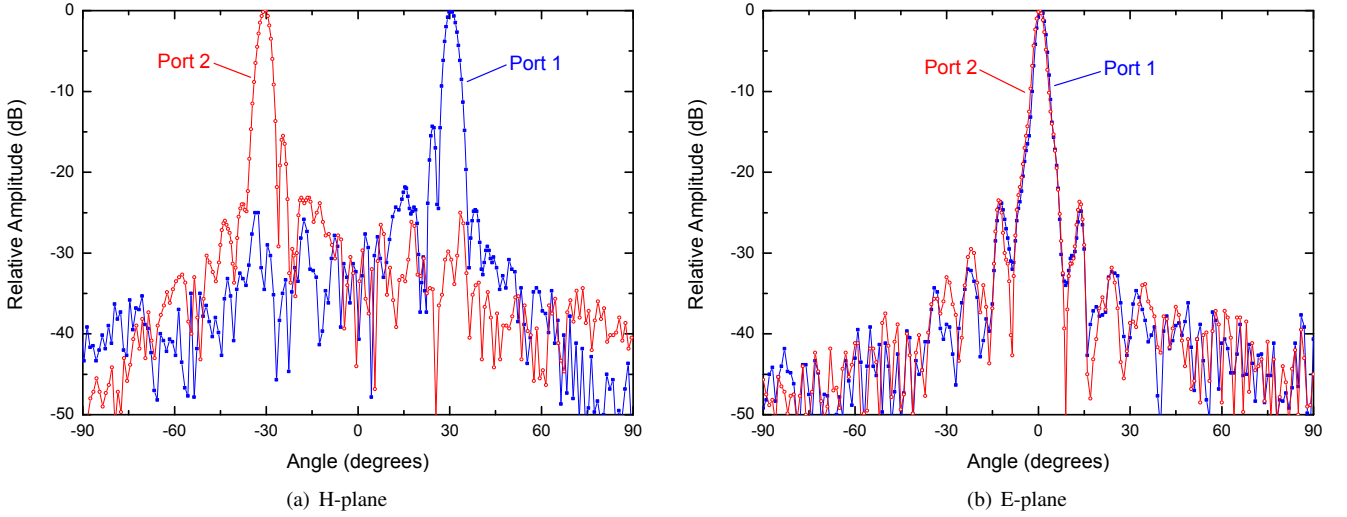 0
-10
-20
-30
-40
-50
Relative Amplitude (dB)
Port 2
Port 1
-90
-60
-30
0
30
60
90
Angle (degrees)
(a) H-plane
0
-10
-20
-30
-40
-50
Relative Amplitude (dB)
Port 2
Port 1
-90
-60
-30
0
30
60
90
Angle (degrees)
(b) E-plane